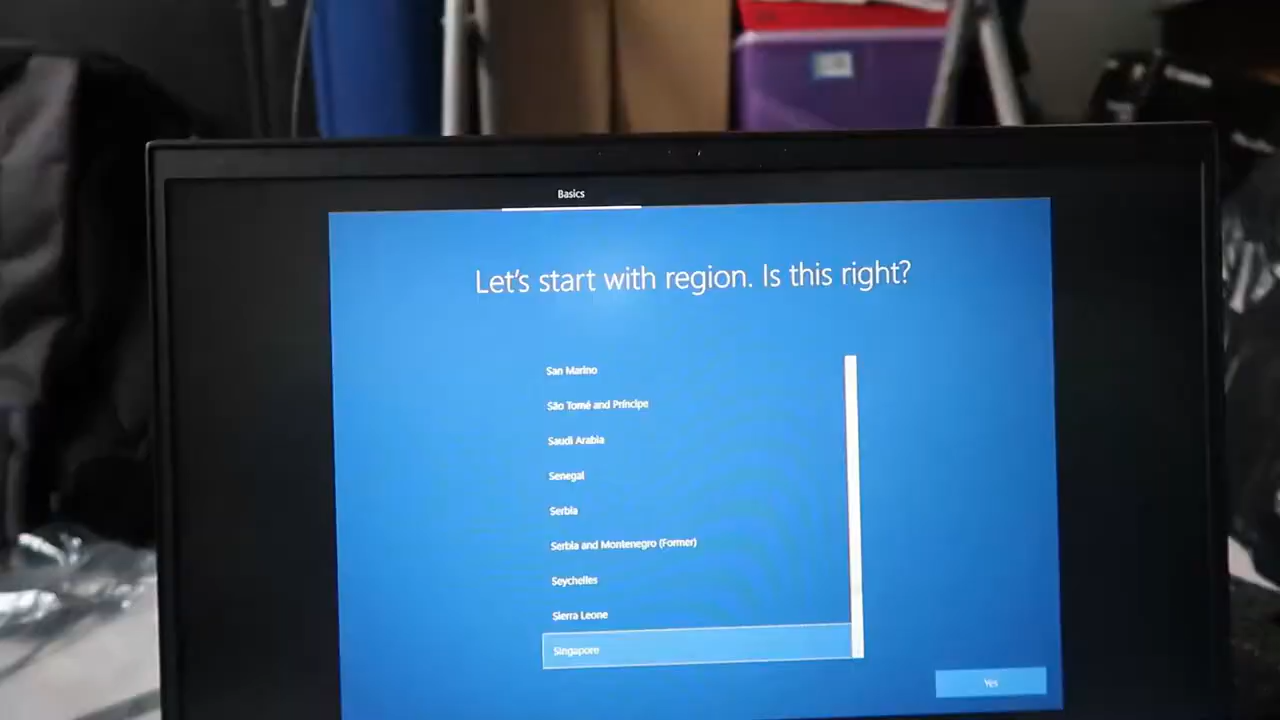 Basics
Let's start with region. Is this right?
San Marino
São Tomé and Príncipe
Saudi Arabia
Senegal
Serbia
Serbia and Montenegro (Former)
Seychelles
Sierra Leone
Singapore
Yes